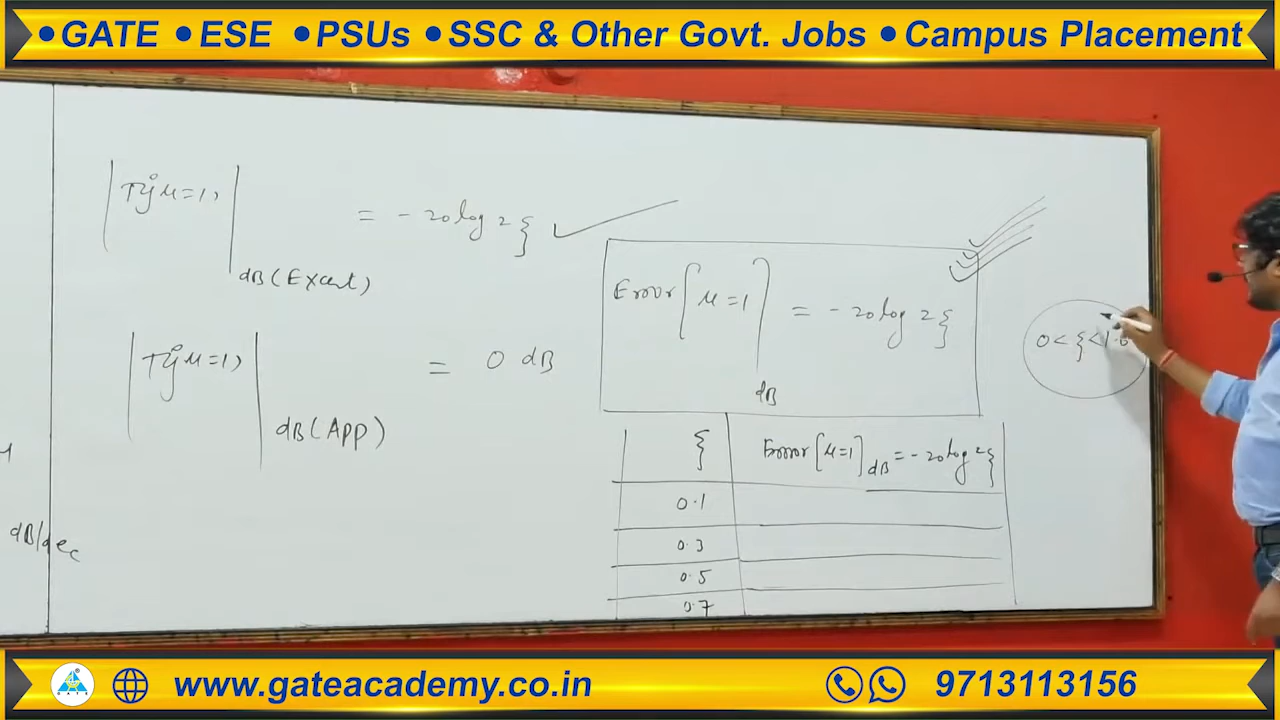 •GATE •ESE •PSUs •SSC & Other Govt. Jobs •Campus Placement
|T(jμ=1)| dB(Exact) = - 20 log 2ξ
|T(jμ=1)| dB(App) = 0 dB
Error[μ=1] dB = - 20 log 2ξ
0 < ξ < 1.0
ξ Error[μ=1] dB = - 20 log 2ξ
0.1
0.3
0.5
0.7
dB/dec
www.gateacademy.co.in
9713113156